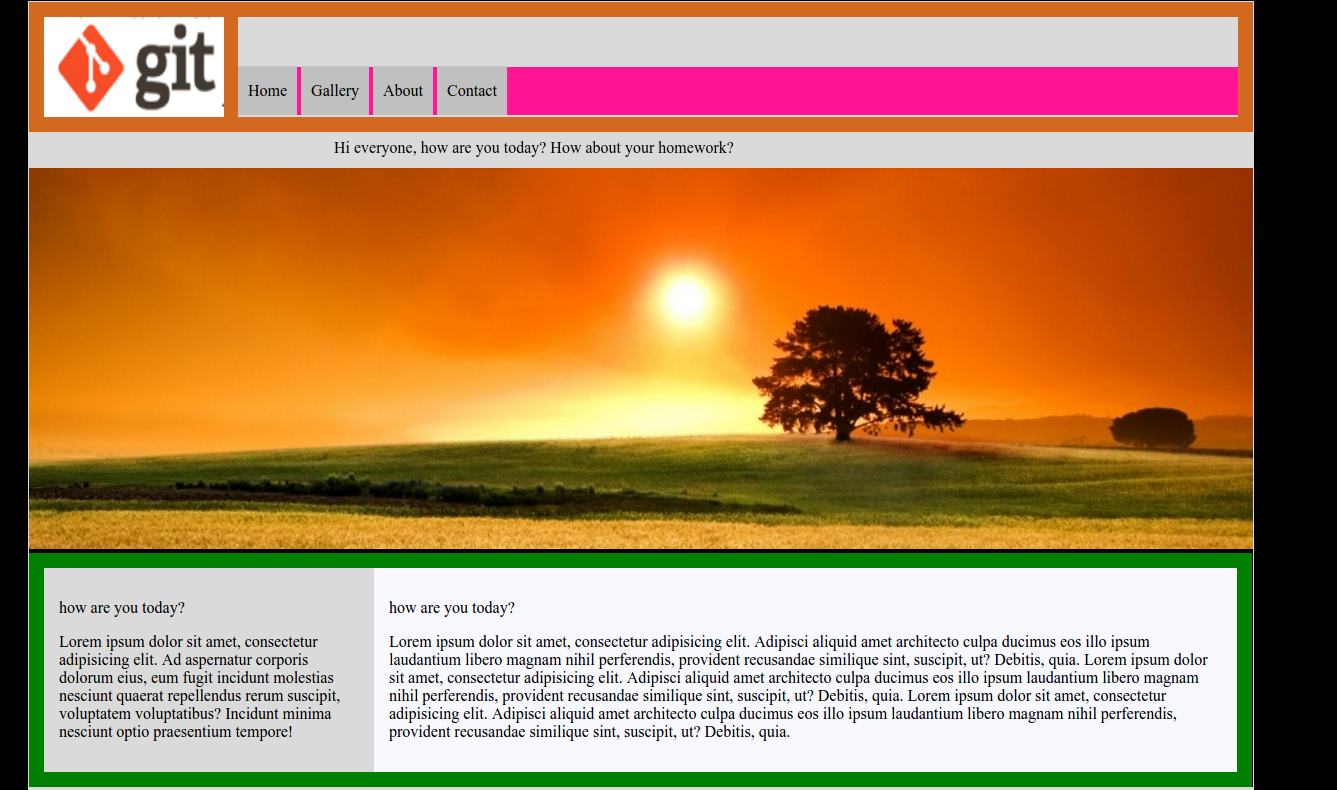 git
Home Gallery About Contact
Hi everyone, how are you today? How about your homework?
how are you today?
Lorem ipsum dolor sit amet, consectetur
adipisicing elit. Ad aspernatur corporis
dolorum eius, eum fugit incidunt molestias
nesciunt quaerat repellendus rerum suscipit,
voluptatem voluptatibus? Incidunt minima
nesciunt optio praesentium tempore!
how are you today?
Lorem ipsum dolor sit amet, consectetur adipisicing elit. Adipisci aliquid amet architecto culpa ducimus eos illo ipsum
laudantium libero magnam nihil perferendis, provident recusandae similique sint, suscipit, ut? Debitis, quia. Lorem ipsum dolor
sit amet, consectetur adipisicing elit. Adipisci aliquid amet architecto culpa ducimus eos illo ipsum laudantium libero magnam
nihil perferendis, provident recusandae similique sint, suscipit, ut? Debitis, quia. Lorem ipsum dolor sit amet, consectetur
adipisicing elit. Adipisci aliquid amet architecto culpa ducimus eos illo ipsum laudantium libero magnam nihil perferendis,
provident recusandae similique sint, suscipit, ut? Debitis, quia.